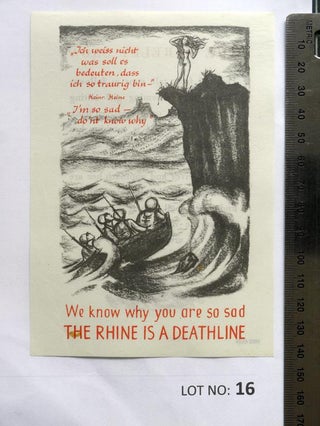 „Ich weiss nicht
was soll es
bedeuten, dass
ich so traurig bin-"
Heinr. Heine
„I'm so sad —
do'nt know why
We know why you are so sad
THE RHINE IS A DEATHLINE
LOT NO: 16
METRIC
10
20
30
40
50
60
70
80
90
100
110
120
130
140
150
160
170